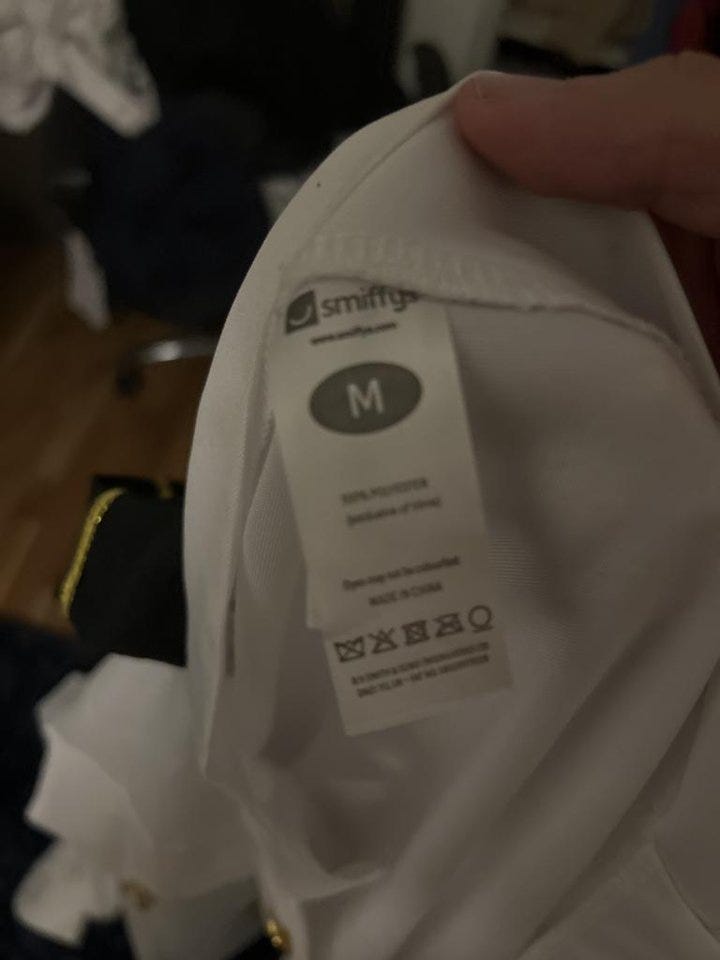 smiffys
www.smiffys.com
M
100% POLYESTER
(exclusive of trims)
Dyes may not be colourfast
MADE IN CHINA